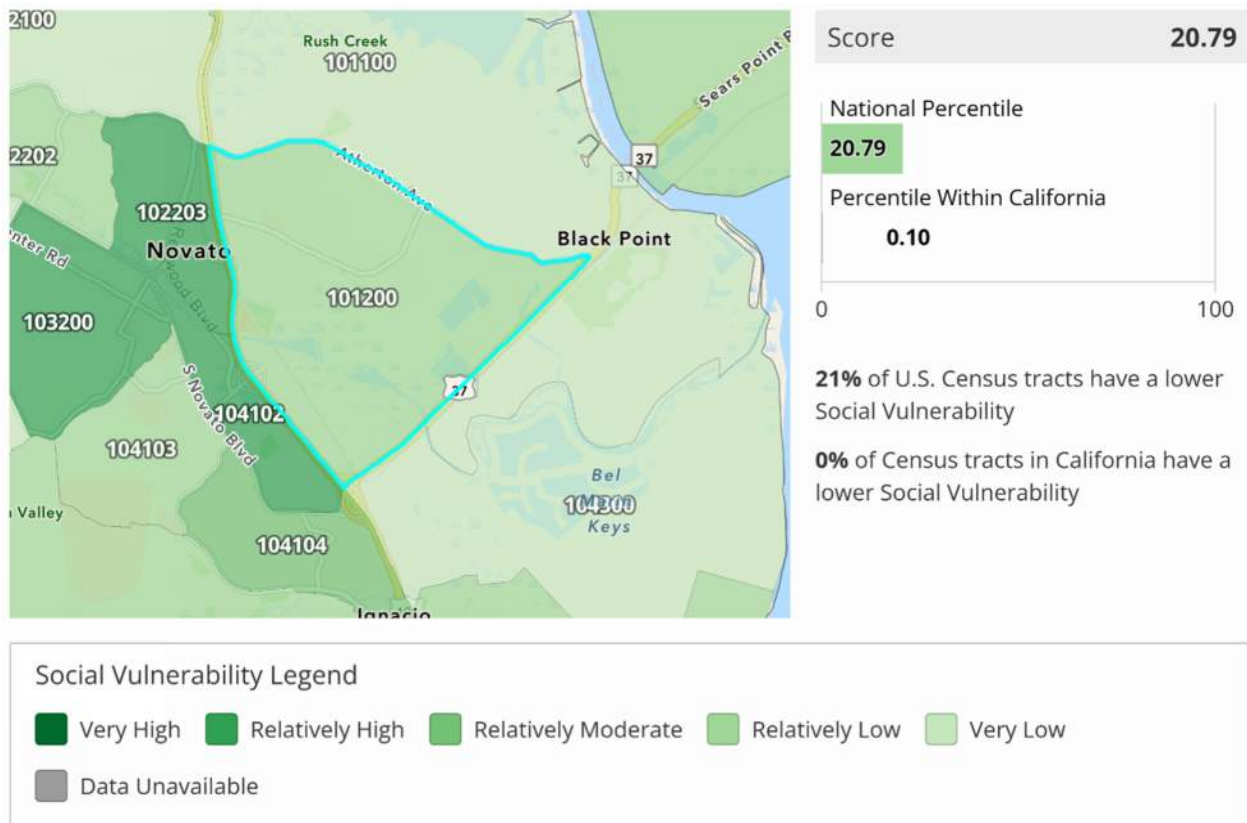 2100
Rush Creek
101100
Sears Point R
2202
37
37
Atherton Ave
102203
Novato
Black Point
enter Rd
Redwood Blvd
101200
103200
37
S Novato Blvd
104102
104103
Bel
Marin
104300
Keys
n Valley
104104
Ignacio
Score 20.79
National Percentile
20.79
Percentile Within California
0.10
0 100
21% of U.S. Census tracts have a lower
Social Vulnerability
0% of Census tracts in California have a
lower Social Vulnerability
Social Vulnerability Legend
Very High Relatively High Relatively Moderate Relatively Low Very Low
Data Unavailable